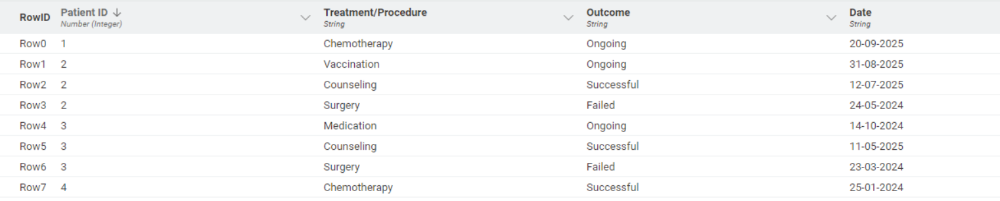 RowID Patient ID Treatment/Procedure Outcome Date
Number (Integer) String String String
Row0 1 Chemotherapy Ongoing 20-09-2025
Row1 2 Vaccination Ongoing 31-08-2025
Row2 2 Counseling Successful 12-07-2025
Row3 2 Surgery Failed 24-05-2024
Row4 3 Medication Ongoing 14-10-2024
Row5 3 Counseling Successful 11-05-2025
Row6 3 Surgery Failed 23-03-2024
Row7 4 Chemotherapy Successful 25-01-2024